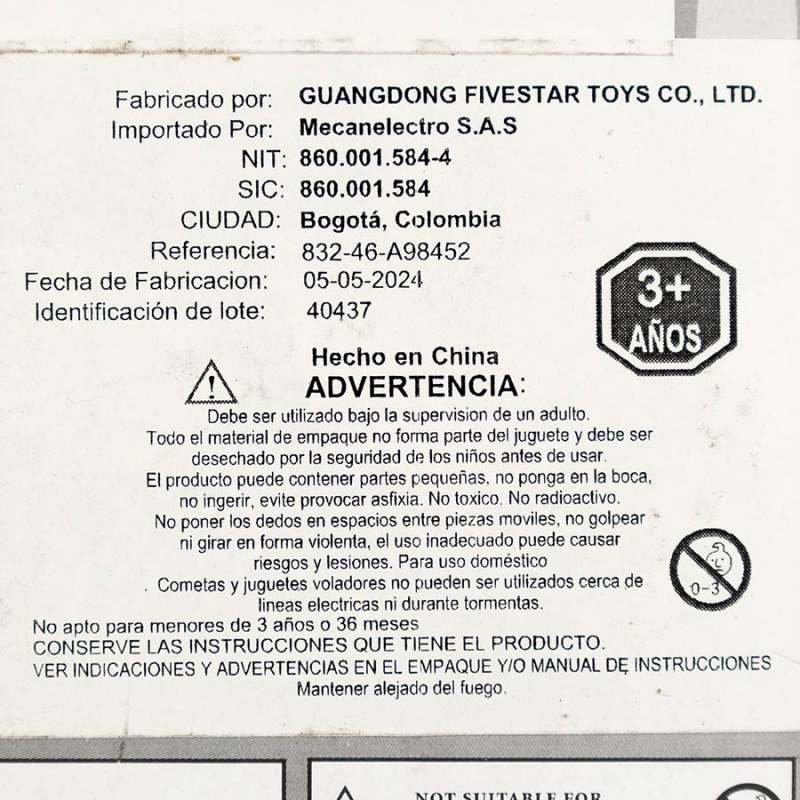 Fabricado por: GUANGDONG FIVESTAR TOYS CO., LTD.
Importado Por: Mecanelectro S.A.S
NIT: 860.001.584-4
SIC: 860.001.584
CIUDAD: Bogotá, Colombia
Referencia: 832-46-A98452
Fecha de Fabricacion: 05-05-2024
Identificación de lote: 40437
3+
AÑOS
Hecho en China
ADVERTENCIA:
Debe ser utilizado bajo la supervision de un adulto.
Todo el material de empaque no forma parte del juguete y debe ser
desechado por la seguridad de los niños antes de usar.
El producto puede contener partes pequeñas, no ponga en la boca,
no ingerir, evite provocar asfixia. No toxico. No radioactivo.
No poner los dedos en espacios entre piezas moviles, no golpear
ni girar en forma violenta, el uso inadecuado puede causar
riesgos y lesiones. Para uso doméstico
. Cometas y juguetes voladores no pueden ser utilizados cerca de
lineas electricas ni durante tormentas.
0-3
No apto para menores de 3 años o 36 meses
CONSERVE LAS INSTRUCCIONES QUE TIENE EL PRODUCTO.
VER INDICACIONES Y ADVERTENCIAS EN EL EMPAQUE Y/O MANUAL DE INSTRUCCIONES
Mantener alejado del fuego.
NOT SUITABLE FOR